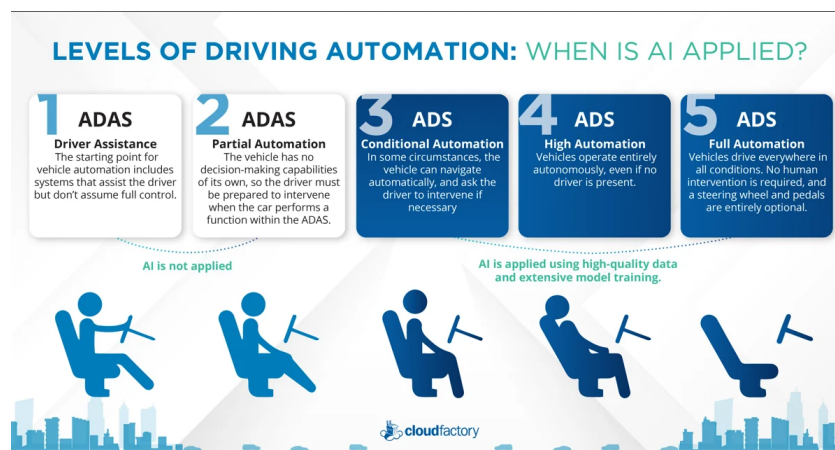 LEVELS OF DRIVING AUTOMATION: WHEN IS AI APPLIED?
1
ADAS
Driver Assistance
The starting point for
vehicle automation includes
systems that assist the driver
but don't assume full control.
2
ADAS
Partial Automation
The vehicle has no
decision-making capabilities
of its own, so the driver must
be prepared to intervene
when the car performs a
function within the ADAS.
3
ADS
Conditional Automation
In some circumstances, the
vehicle can navigate
automatically, and ask the
driver to intervene if
necessary
4
ADS
High Automation
Vehicles operate entirely
autonomously, even if no
driver is present.
5
ADS
Full Automation
Vehicles drive everywhere in
all conditions. No human
intervention is required, and
a steering wheel and pedals
are entirely optional.
AI is not applied
AI is applied using high-quality data
and extensive model training.
cloudfactory